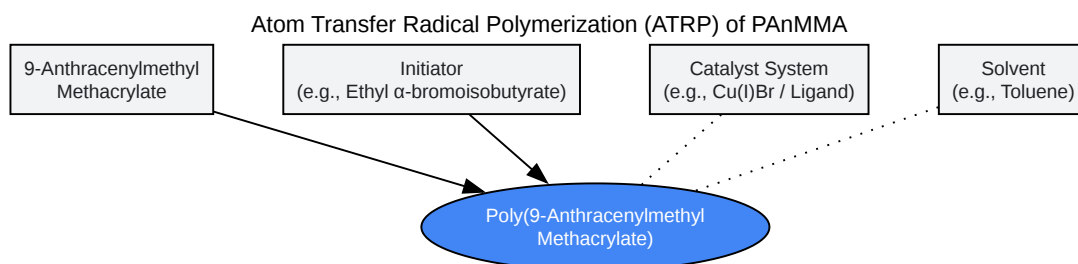 Atom Transfer Radical Polymerization (ATRP) of PAnMMA
9-Anthracenylmethyl
Methacrylate
Initiator
(e.g., Ethyl α-bromoisobutyrate)
Catalyst System
(e.g., Cu(I)Br / Ligand)
Solvent
(e.g., Toluene)
Poly(9-Anthracenylmethyl
Methacrylate)